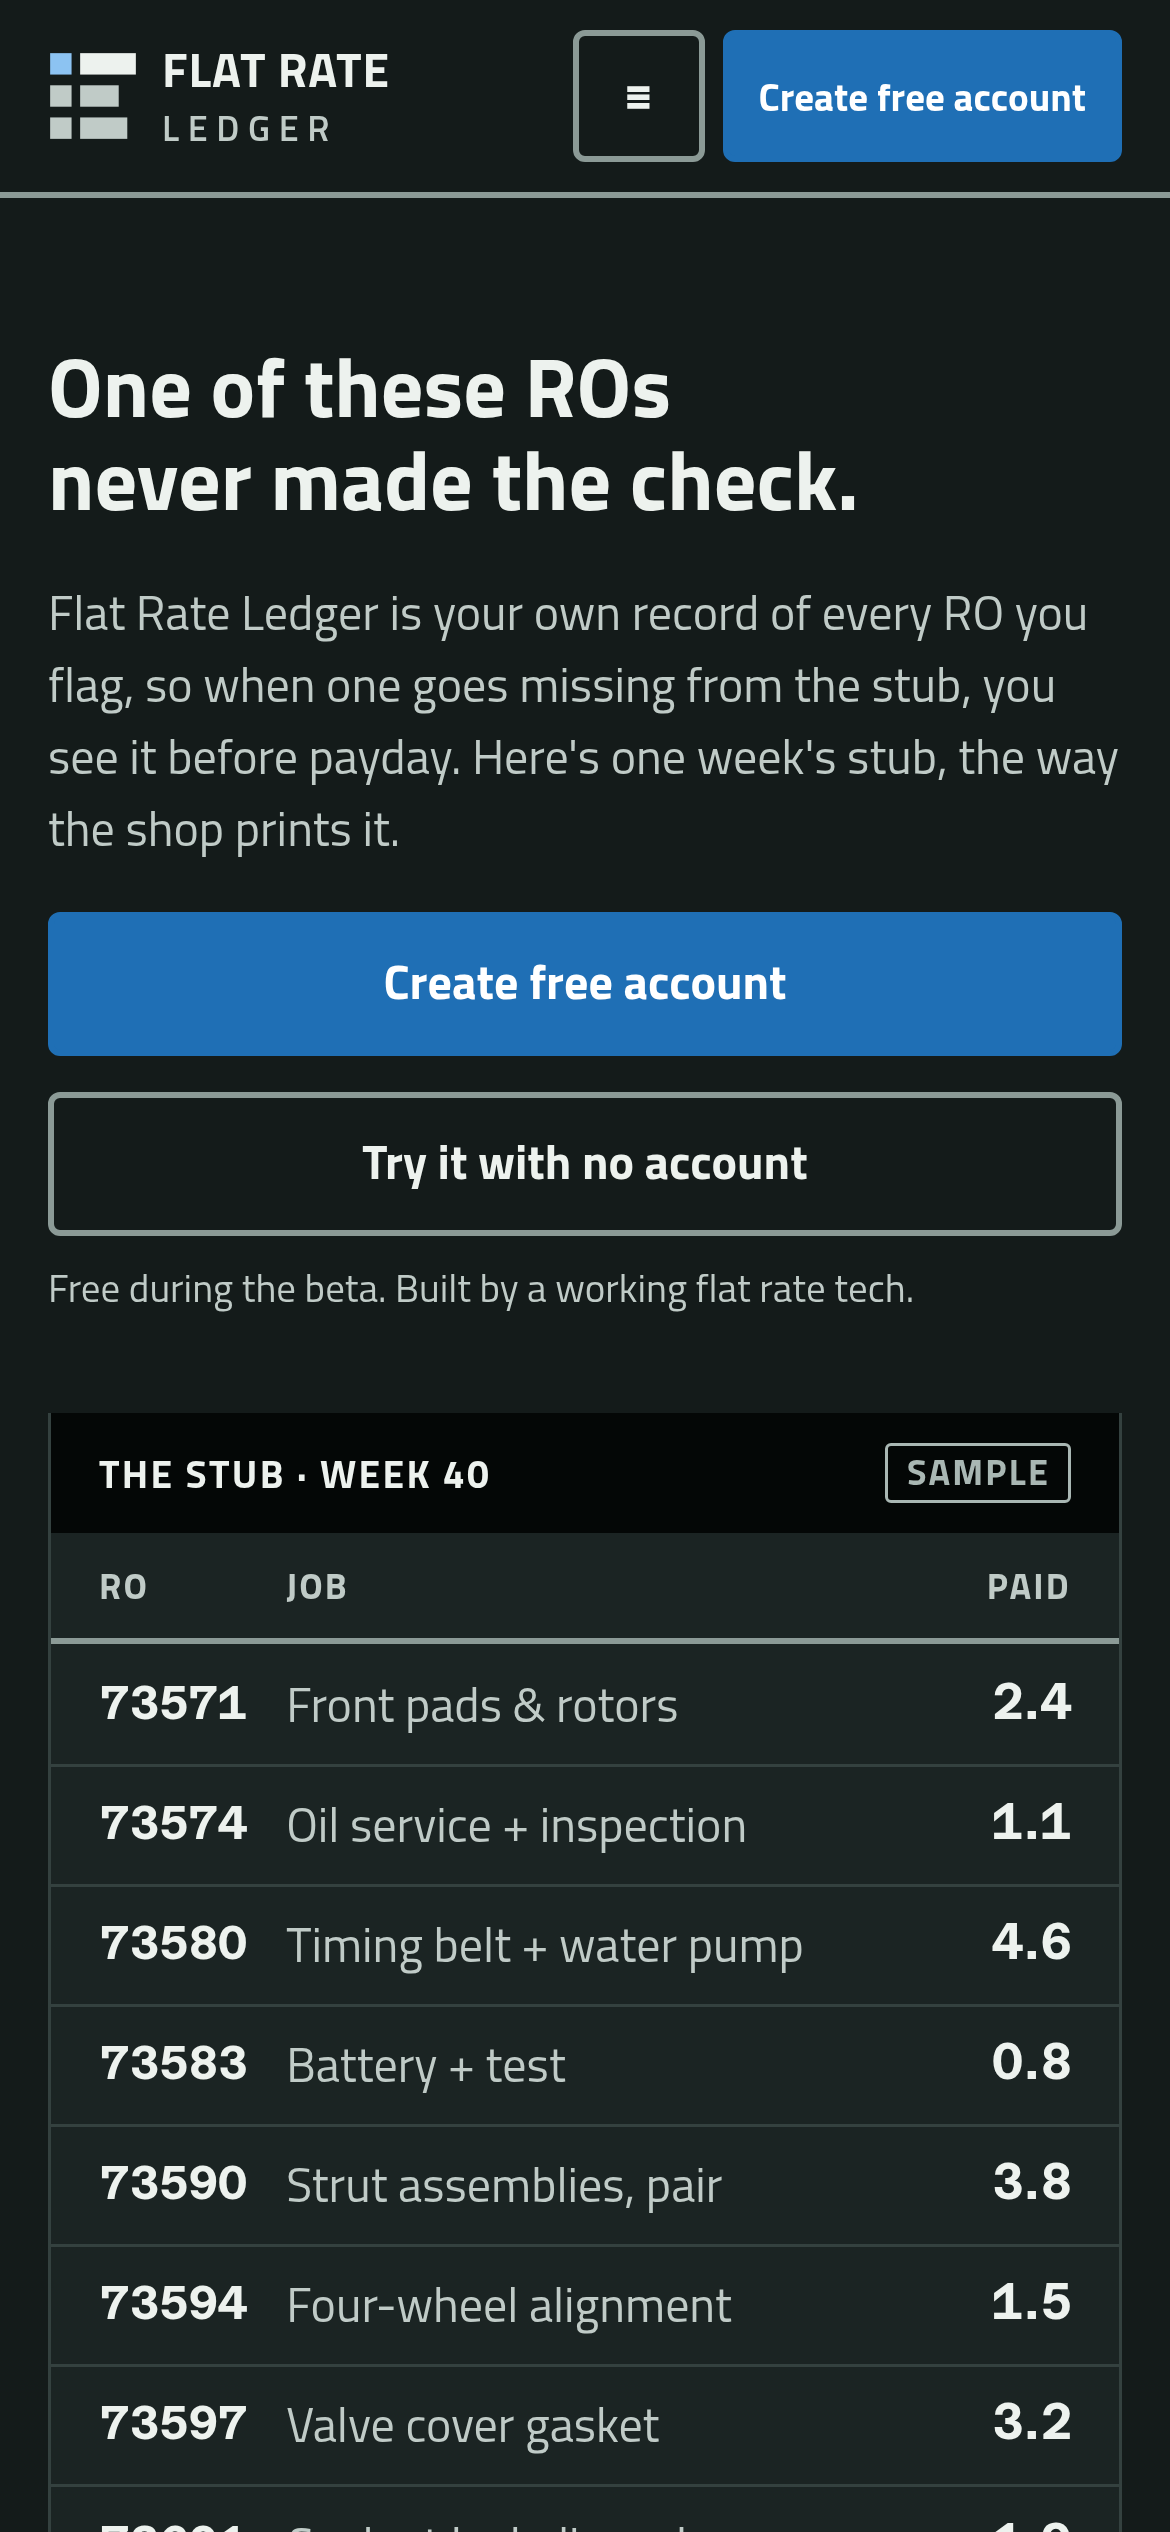 FLAT RATE
LEDGER
Create free account
One of these ROs
never made the check.
Flat Rate Ledger is your own record of every RO you
flag, so when one goes missing from the stub, you
see it before payday. Here's one week's stub, the way
the shop prints it.
Create free account
Try it with no account
Free during the beta. Built by a working flat rate tech.
THE STUB · WEEK 40 SAMPLE
RO JOB PAID
73571 Front pads & rotors 2.4
73574 Oil service + inspection 1.1
73580 Timing belt + water pump 4.6
73583 Battery + test 0.8
73590 Strut assemblies, pair 3.8
73594 Four-wheel alignment 1.5
73597 Valve cover gasket 3.2